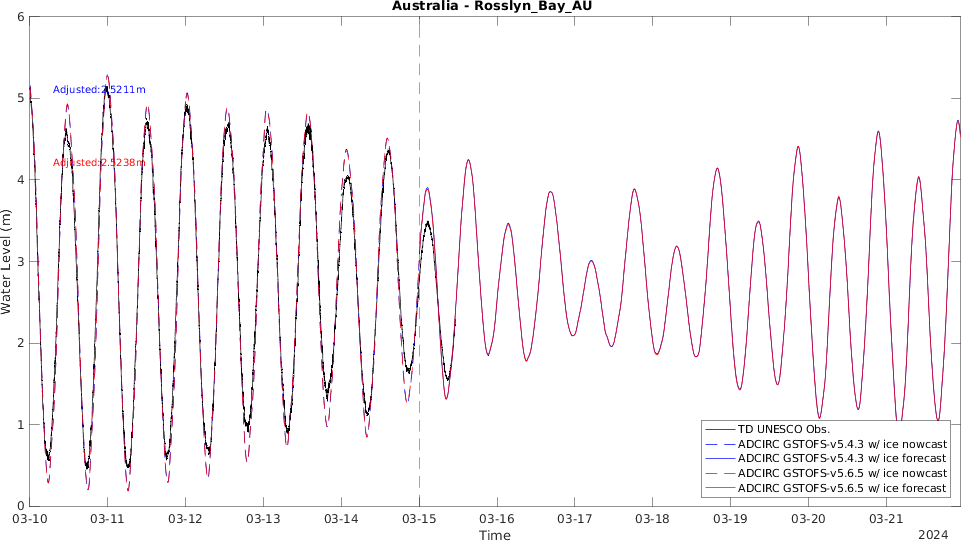 Australia - Rosslyn_Bay_AU
6
5
4
3
2
1
0
Water Level (m)
Adjusted:2.5211m
Adjusted:2.5238m
TD UNESCO Obs.
ADCIRC GSTOFS-v5.4.3 w/ ice nowcast
ADCIRC GSTOFS-v5.4.3 w/ ice forecast
ADCIRC GSTOFS-v5.6.5 w/ ice nowcast
ADCIRC GSTOFS-v5.6.5 w/ ice forecast
03-10 03-11 03-12 03-13 03-14 03-15 03-16 03-17 03-18 03-19 03-20 03-21
Time
2024